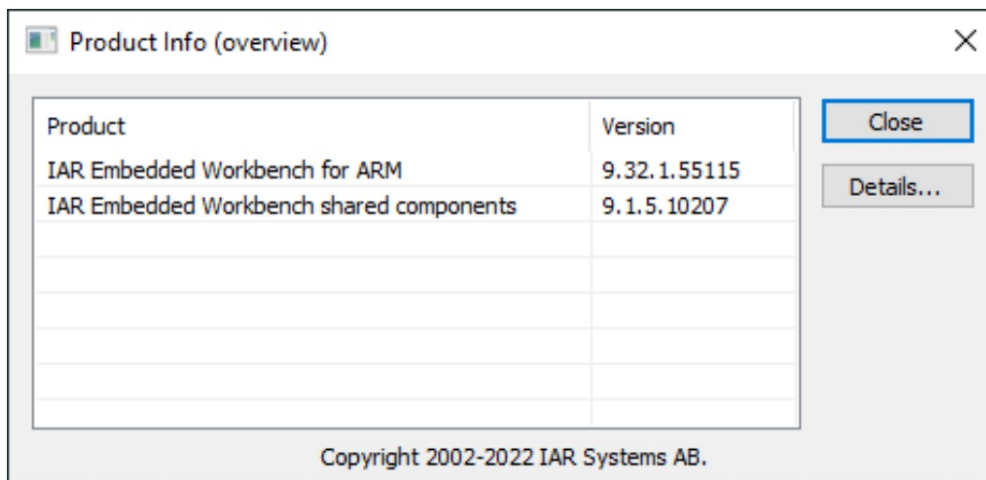 Product Info (overview)
Product Version
Close
IAR Embedded Workbench for ARM 9.32.1.55115
Details...
IAR Embedded Workbench shared components 9.1.5.10207
Copyright 2002-2022 IAR Systems AB.